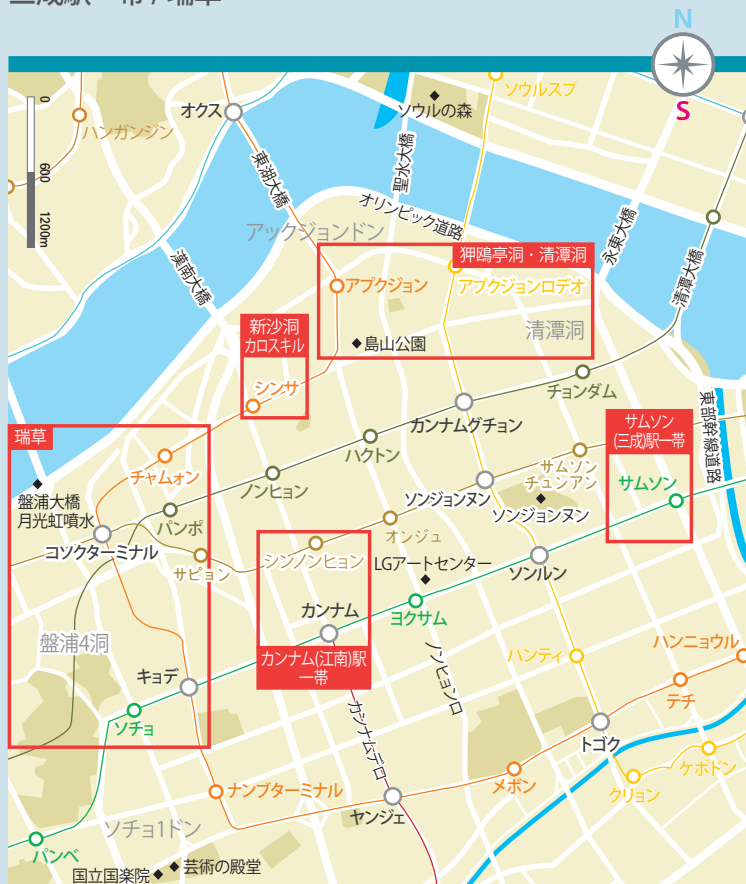 N
S
0
600
1200m
ソウルスプ
ソウルの森
オクス
ハンガンジン
東湖大橋
聖水大橋
オリンピック道路
アックジョンドン
漢南大橋
永東大橋
清潭大橋
狎鴎亭洞・清潭洞
アプクジョン
アプクジョンロデオ
清潭洞
新沙洞
カロスキル
島山公園
シンサ
チョンダム
カンナムグチョン
東部幹線道路
サムソン
(三成)駅一帯
瑞草
ハクトン
チャムォン
サムソン
チュンアン
サムソン
ノンヒョン
ソンジョンヌン
ソンジョンヌン
盤浦大橋
月光虹噴水
パンポ
オンジュ
コソクターミナル
サピョン
シンノンヒョン
LGアートセンター
ソンルン
カンナム
ヨクサム
盤浦4洞
カンナム(江南)駅
一帯
ノンヒョンロ
ハンティ
ハンニョウル
キョデ
テチ
ソチョ
カンナムデロ
トゴク
ケポドン
メボン
クリョン
ナンブターミナル
ヤンジェ
ソチョ1ドン
パンベ
国立国楽院
芸術の殿堂